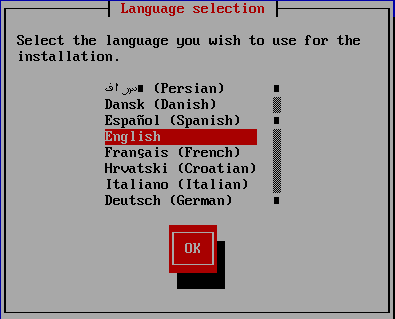 Language selection
Select the language you wish to use for the
installation.
(Persian)
Dansk (Danish)
Español (Spanish)
English
Français (French)
Hrvatski (Croatian)
Italiano (Italian)
Deutsch (German)
OK